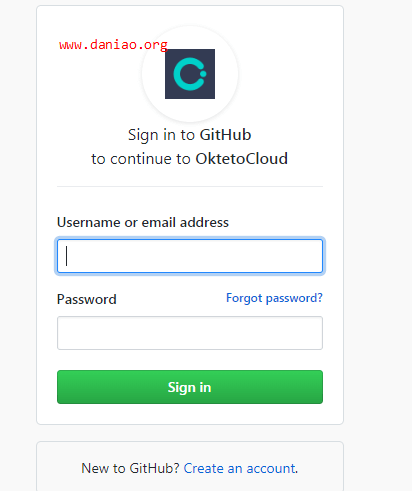 www.daniao.org
Sign in to GitHub
to continue to OktetoCloud
Username or email address
Password
Forgot password?
Sign in
New to GitHub? Create an account.